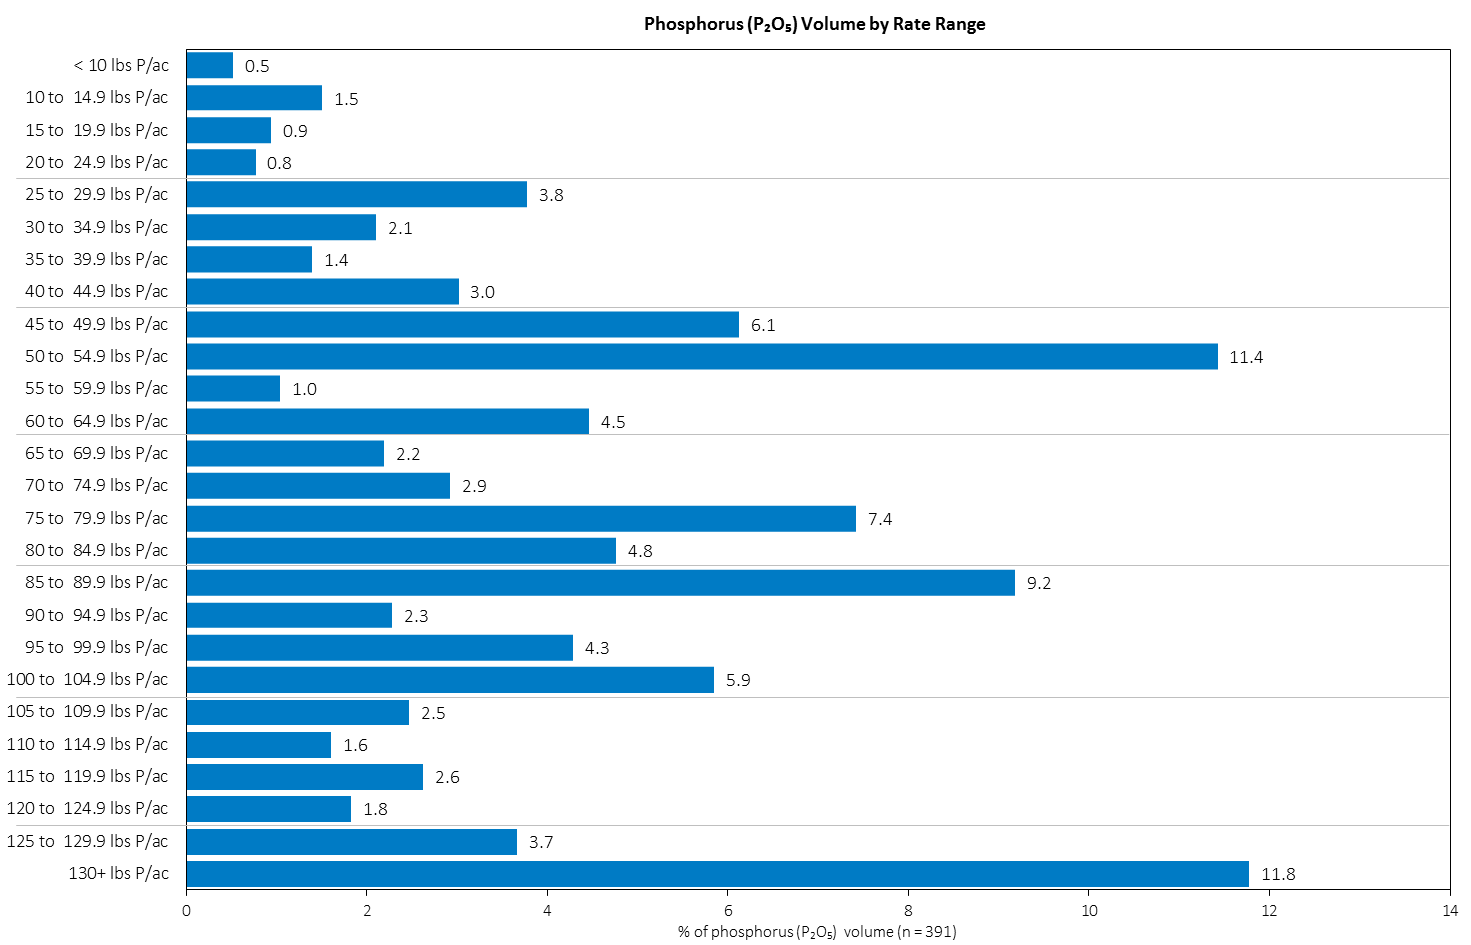 Phosphorus (P₂O₅) Volume by Rate Range
< 10 lbs P/ac 0.5
10 to 14.9 lbs P/ac 1.5
15 to 19.9 lbs P/ac 0.9
20 to 24.9 lbs P/ac 0.8
25 to 29.9 lbs P/ac 3.8
30 to 34.9 lbs P/ac 2.1
35 to 39.9 lbs P/ac 1.4
40 to 44.9 lbs P/ac 3.0
45 to 49.9 lbs P/ac 6.1
50 to 54.9 lbs P/ac 11.4
55 to 59.9 lbs P/ac 1.0
60 to 64.9 lbs P/ac 4.5
65 to 69.9 lbs P/ac 2.2
70 to 74.9 lbs P/ac 2.9
75 to 79.9 lbs P/ac 7.4
80 to 84.9 lbs P/ac 4.8
85 to 89.9 lbs P/ac 9.2
90 to 94.9 lbs P/ac 2.3
95 to 99.9 lbs P/ac 4.3
100 to 104.9 lbs P/ac 5.9
105 to 109.9 lbs P/ac 2.5
110 to 114.9 lbs P/ac 1.6
115 to 119.9 lbs P/ac 2.6
120 to 124.9 lbs P/ac 1.8
125 to 129.9 lbs P/ac 3.7
130+ lbs P/ac 11.8
0 2 4 6 8 10 12 14
% of phosphorus (P₂O₅) volume (n = 391)